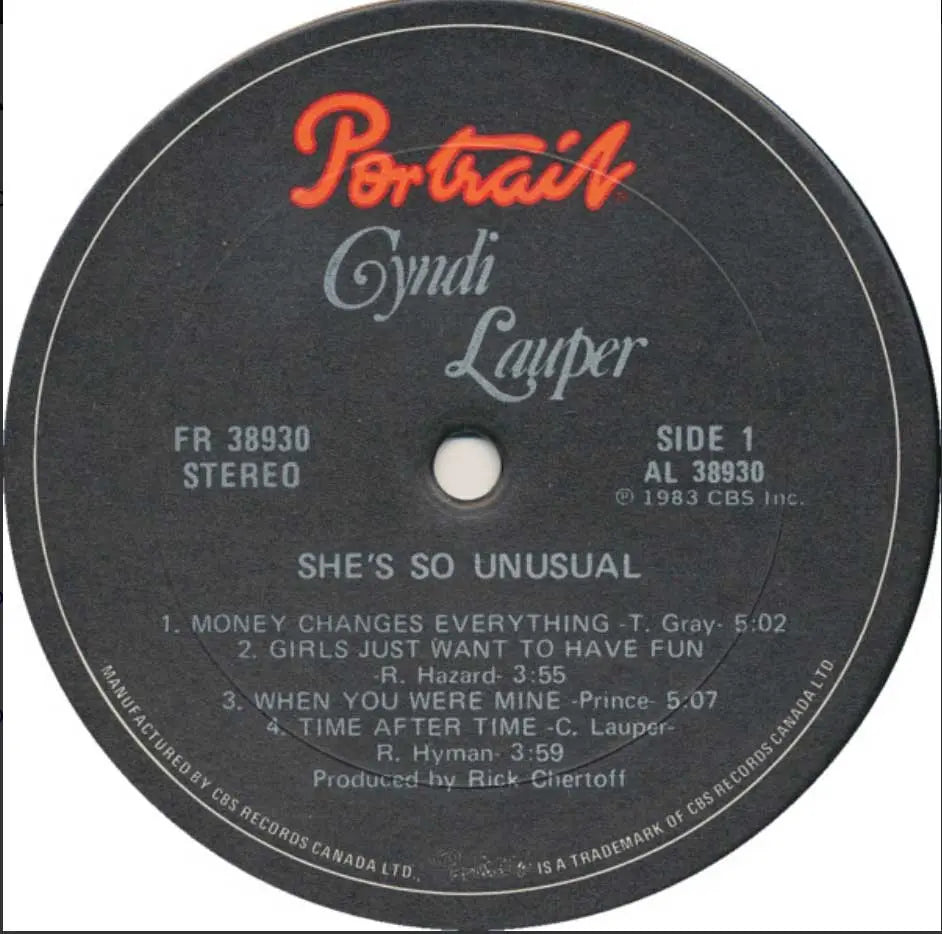 Portrait
Cyndi
Lauper
FR 38930
STEREO
SIDE 1
AL 38930
℗ 1983 CBS Inc.
SHE'S SO UNUSUAL
1. MONEY CHANGES EVERYTHING -T. Gray- 5:02
2. GIRLS JUST WANT TO HAVE FUN
-R. Hazard- 3:55
3. WHEN YOU WERE MINE -Prince- 5:07
4. TIME AFTER TIME -C. Lauper-
R. Hyman- 3:59
Produced by Rick Chertoff
MANUFACTURED BY CBS RECORDS CANADA LTD., IS A TRADEMARK OF CBS RECORDS CANADA LTD